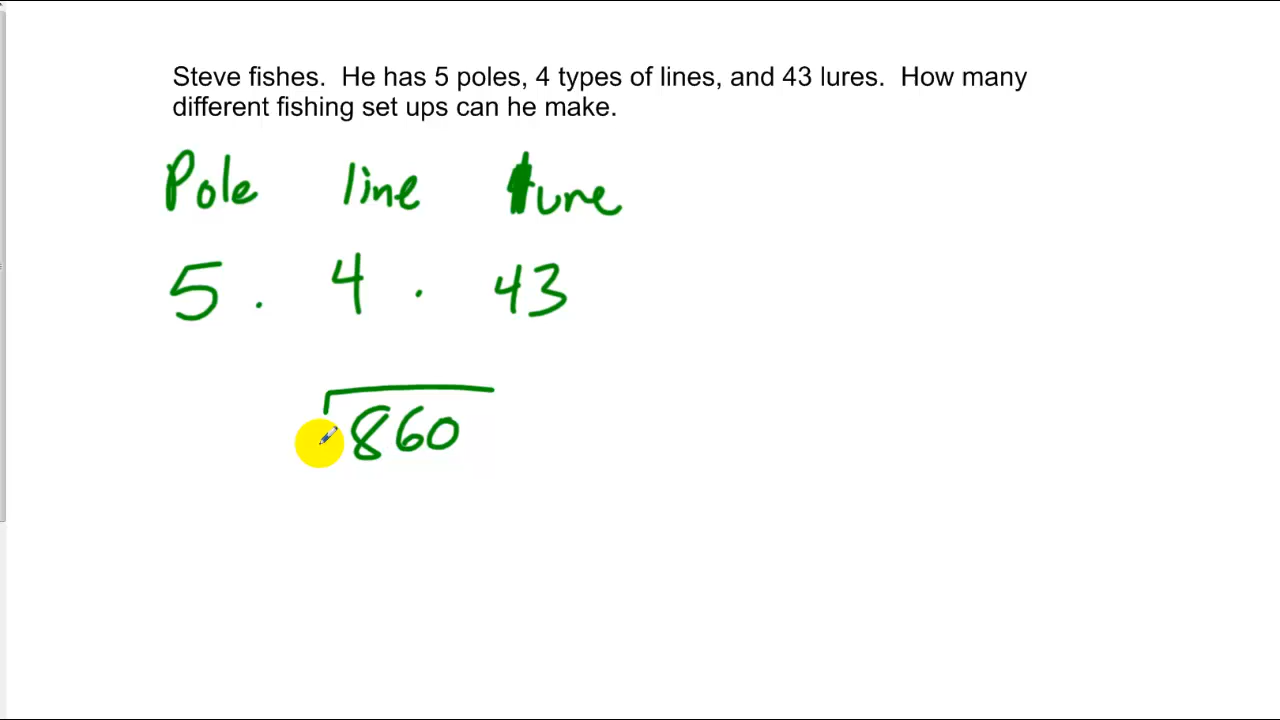 Steve fishes.  He has 5 poles, 4 types of lines, and 43 lures.  How many
different fishing set ups can he make.
Pole line lure
5 . 4 . 43
860